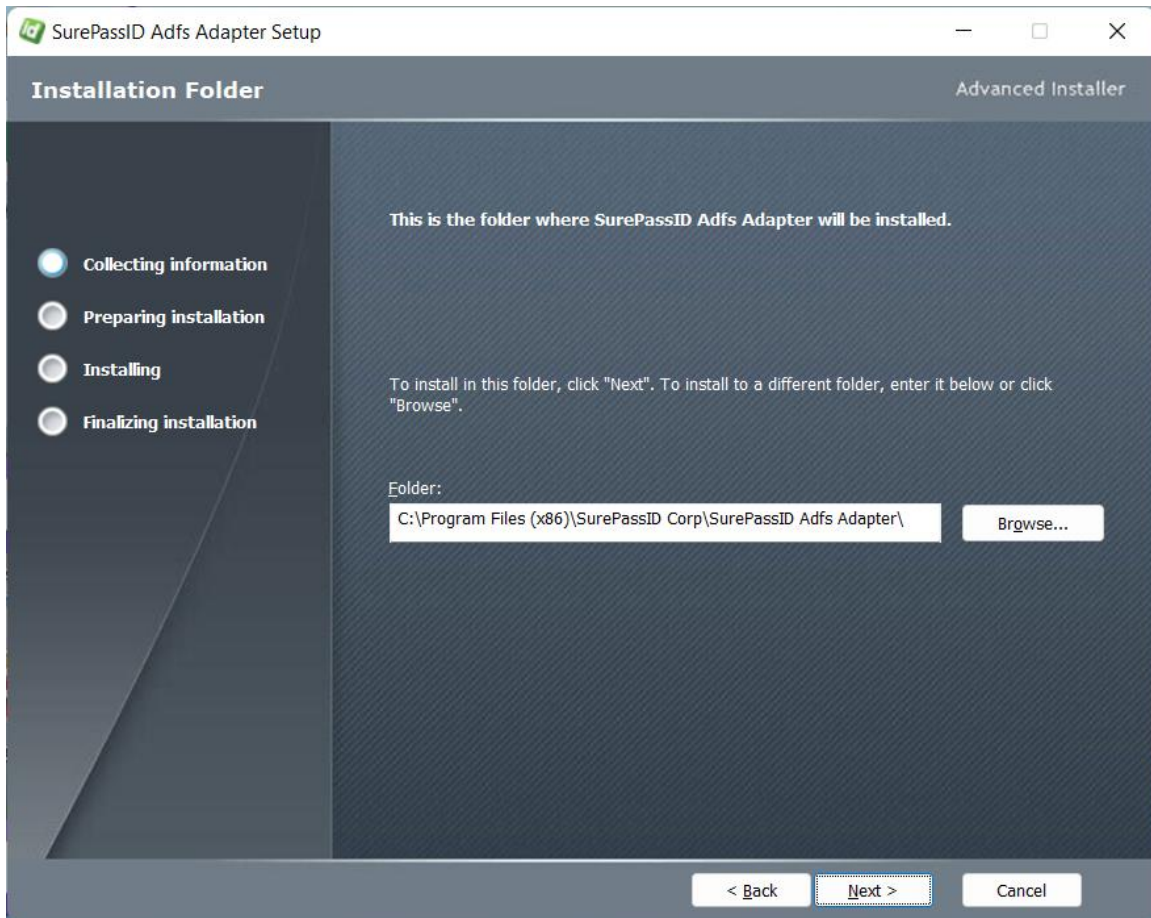 SurePassID Adfs Adapter Setup
Installation Folder
Advanced Installer
This is the folder where SurePassID Adfs Adapter will be installed.
Collecting information
Preparing installation
Installing
Finalizing installation
To install in this folder, click "Next". To install to a different folder, enter it below or click
"Browse".
Folder:
C:\Program Files (x86)\SurePassID Corp\SurePassID Adfs Adapter\
Browse...
< Back
Next >
Cancel